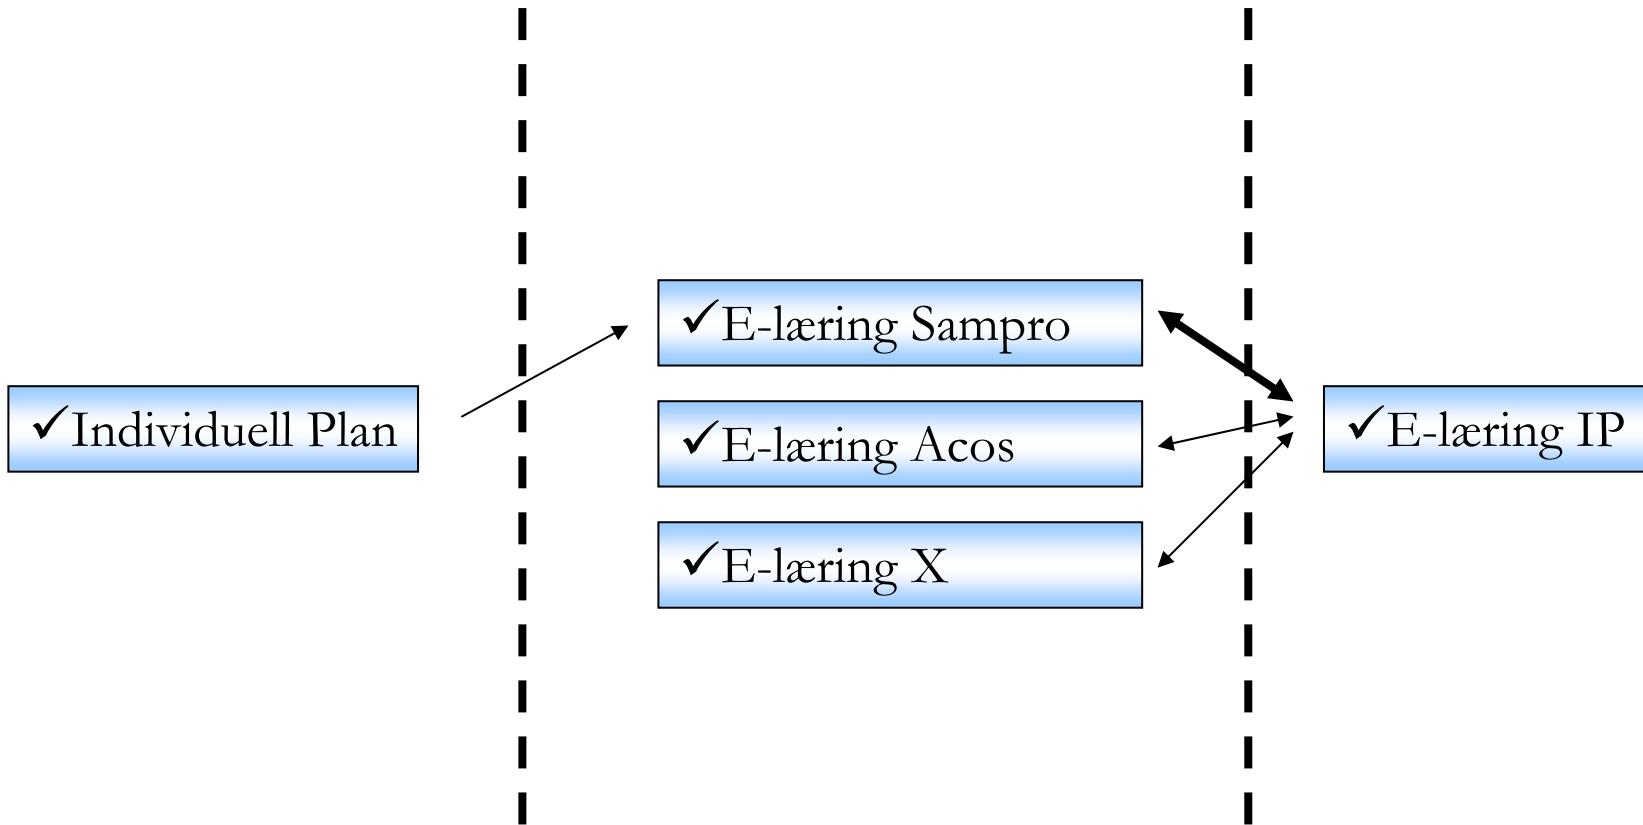 ✓Individuell Plan
✓E-læring Sampro
✓E-læring Acos
✓E-læring X
✓E-læring IP